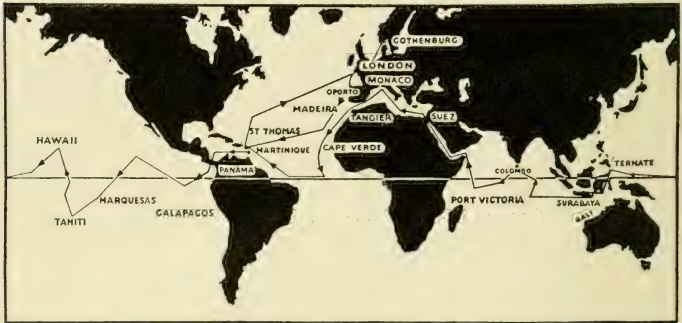 GOTHENBURG
LONDON
MONACO
OPORTO
MADEIRA
TANGIER
SUEZ
ST THOMAS
HAWAII
MARTINIQUE
CAPE VERDE
TERNATE
PANAMA
COLOMBO
MARQUESAS
PORT VICTORIA
SURABAYA
GALAPAGOS
TAHITI
BALI